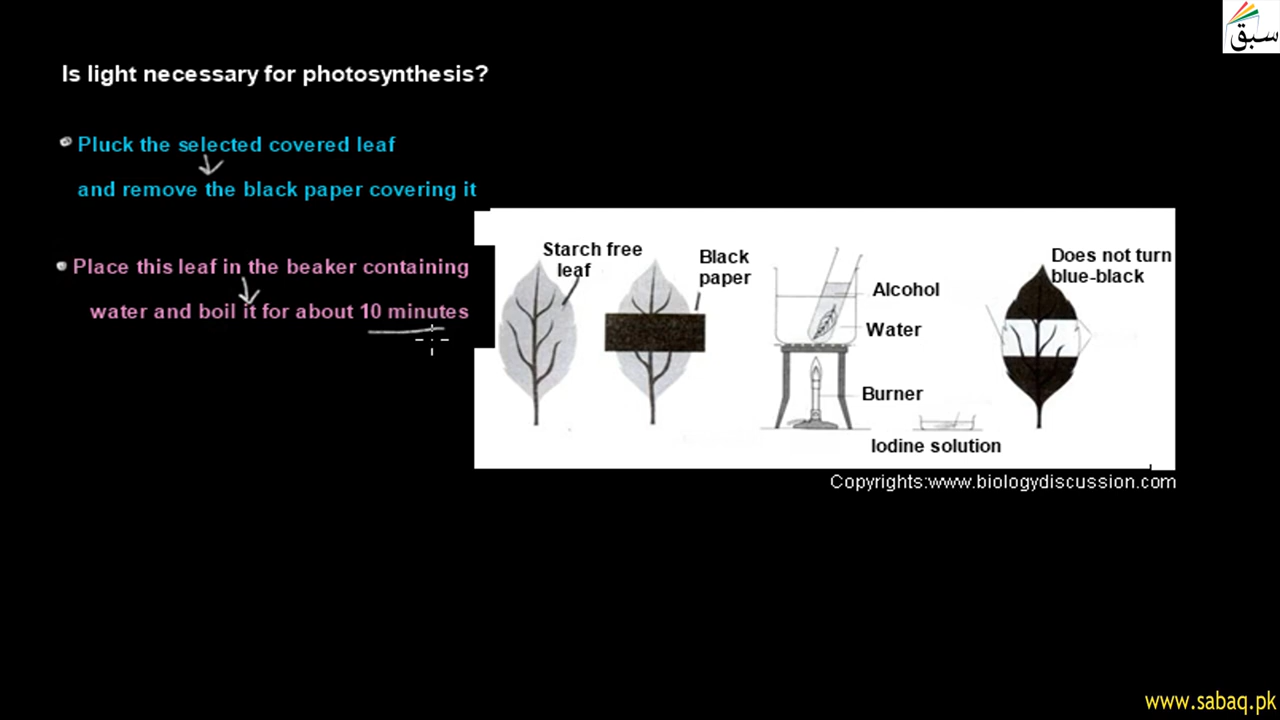 سبق
Is light necessary for photosynthesis?
Pluck the selected covered leaf
and remove the black paper covering it
Place this leaf in the beaker containing
water and boil it for about 10 minutes
Starch free
leaf
Black
paper
Alcohol
Water
Burner
Iodine solution
Does not turn
blue-black
Copyrights:www.biologydiscussion.com
www.sabaq.pk